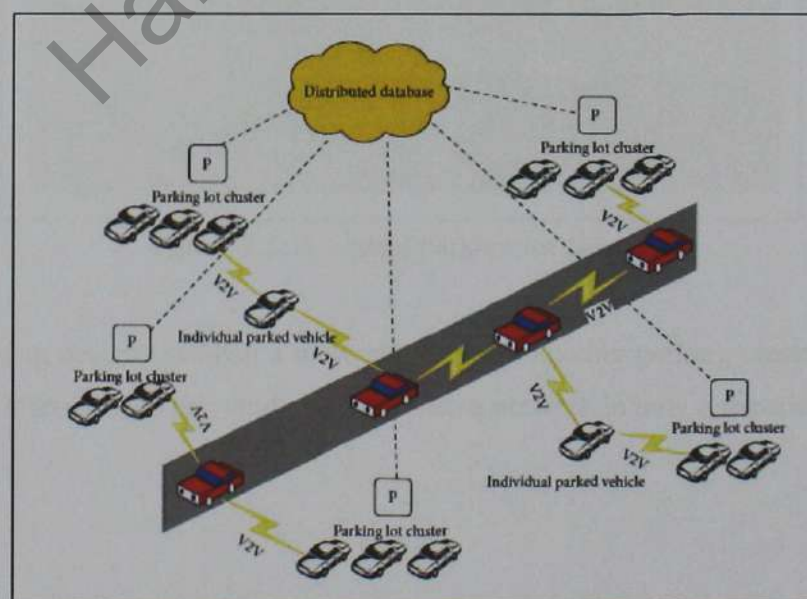 Ha
Distributed database
P
Parking lot cluster
P
Parking lot cluster
V2V
V2V
Individual parked vehicle
V2V
V2V
P
Parking lot cluster
V2V
V2V
P
Parking lot cluster
V2V
Individual parked vehicle
P
Parking lot cluster
V2V